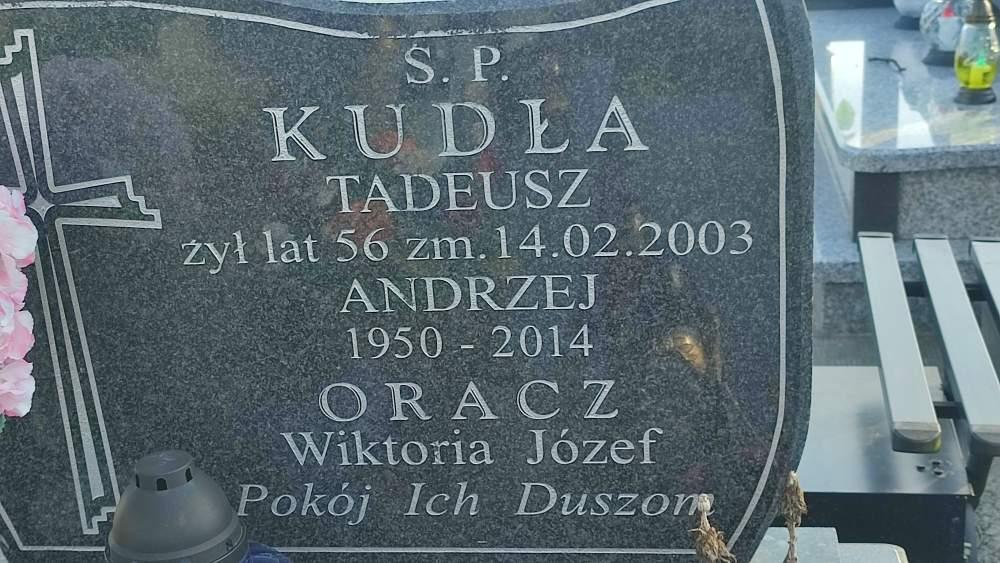 Ś. P.
KUDŁA
TADEUSZ
żył lat 56 zm. 14.02.2003
ANDRZEJ
1950 - 2014
ORACZ
Wiktoria Józef
Pokój Ich Duszom